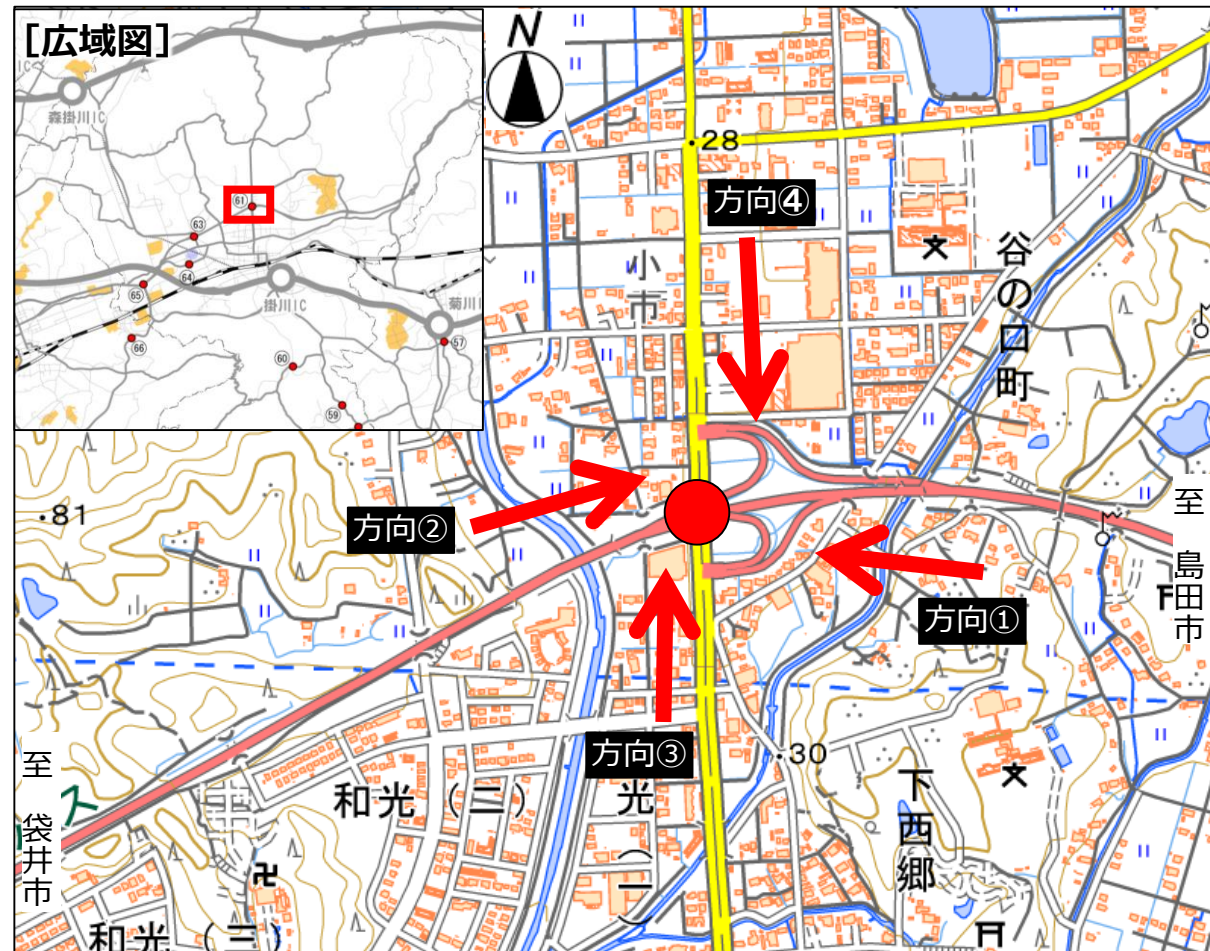 [広域図]
N
森掛川IC
61
63
64
65
66
掛川IC
菊川I
57
60
59
28
方向④
小市
谷の口町
方向②
81
方向①
至 島田市
方向③
30
至 袋井市
和光(二)
光(一)
下西郷
和光(三)